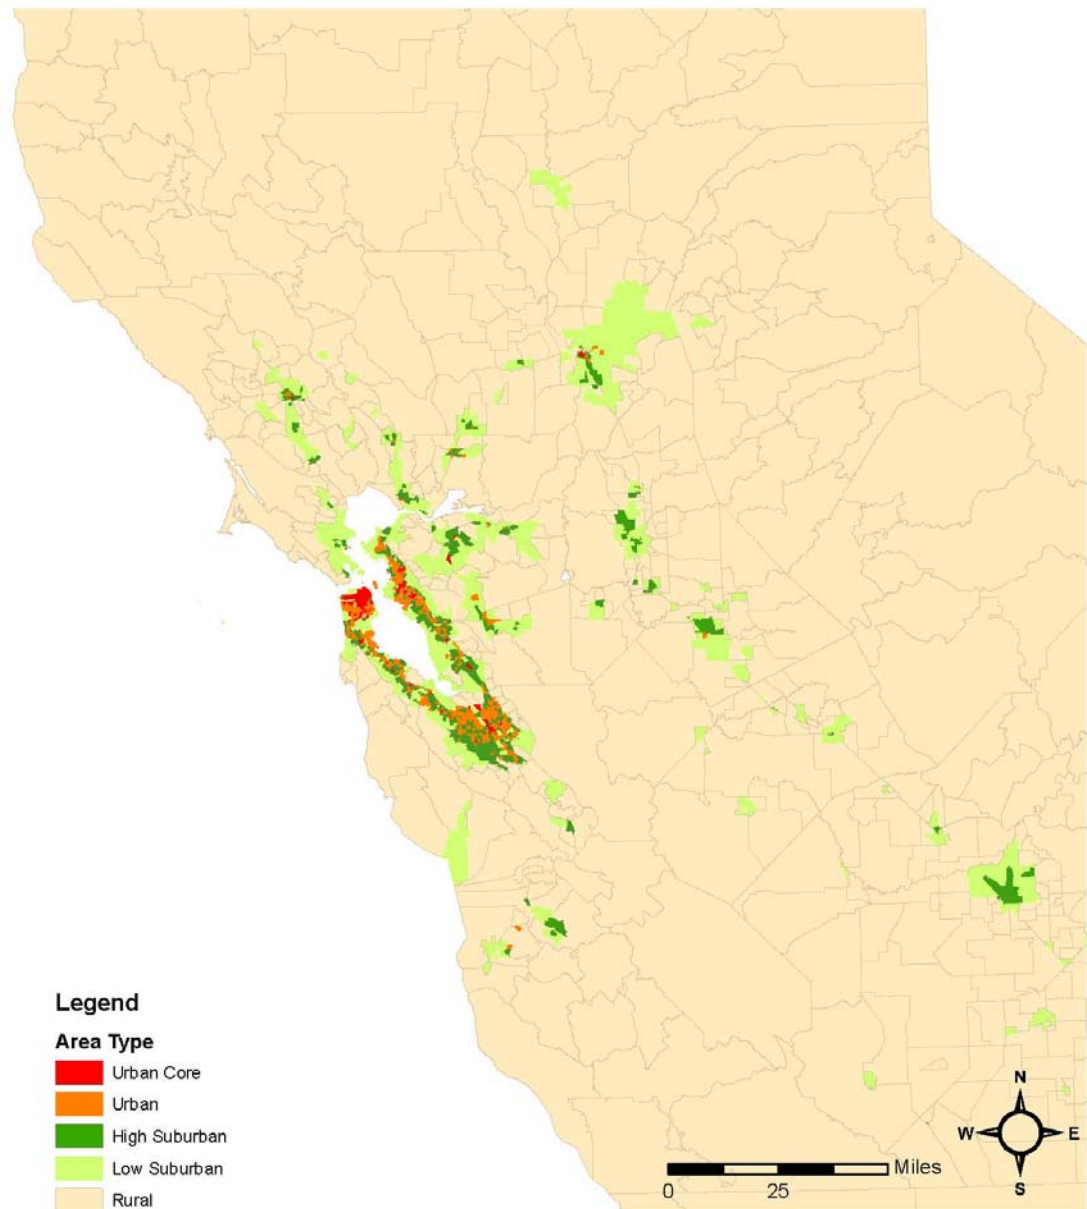 Legend
Area Type
Urban Core
Urban
High Suburban
Low Suburban
Rural
N
W E
S
Miles
0 25